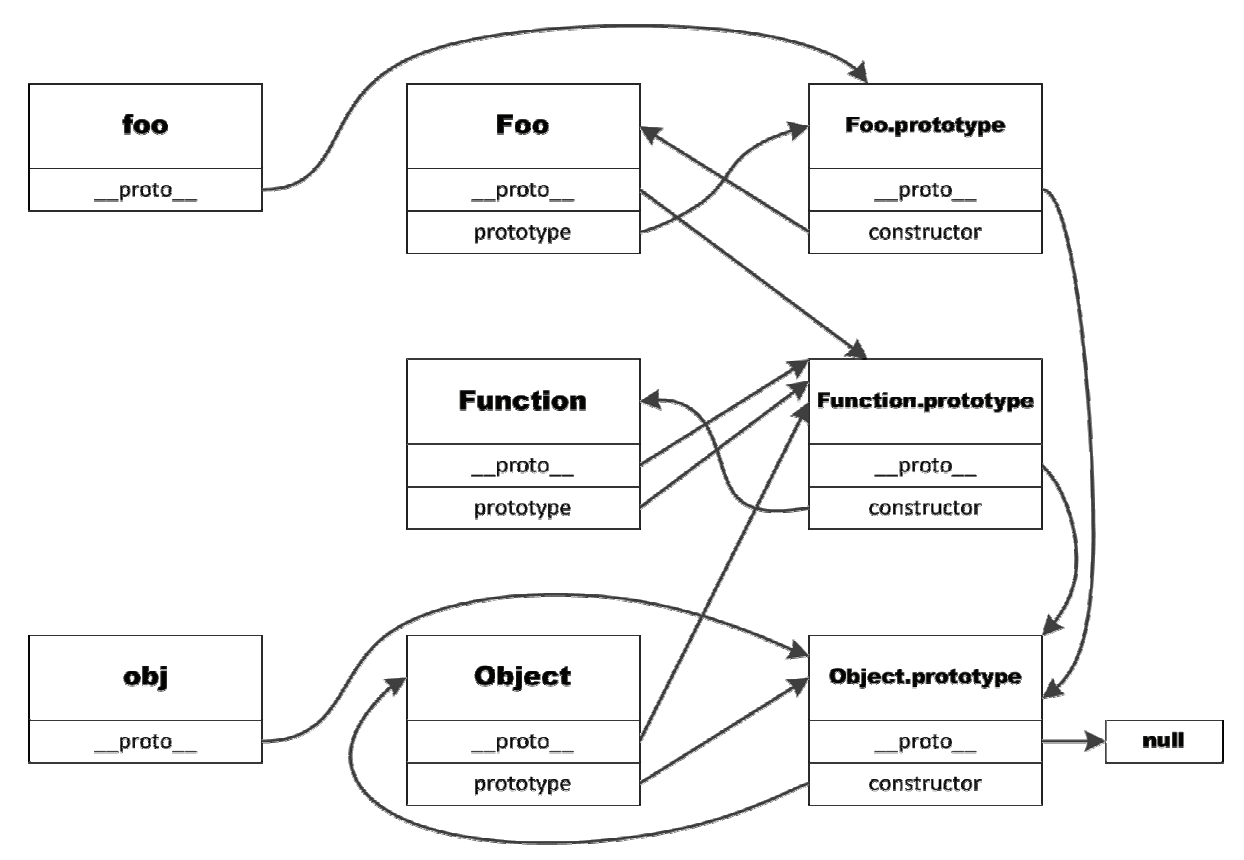 foo
__proto__
Foo
__proto__
prototype
Foo.prototype
__proto__
constructor
Function
__proto__
prototype
Function.prototype
__proto__
constructor
obj
__proto__
Object
__proto__
prototype
Object.prototype
__proto__
constructor
null